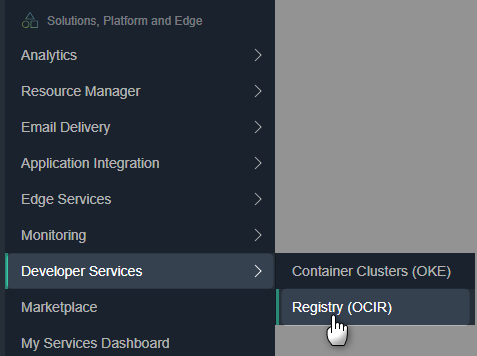 Solutions, Platform and Edge
Analytics
Resource Manager
Email Delivery
Application Integration
Edge Services
Monitoring
Developer Services
Container Clusters (OKE)
Marketplace
Registry (OCIR)
My Services Dashboard